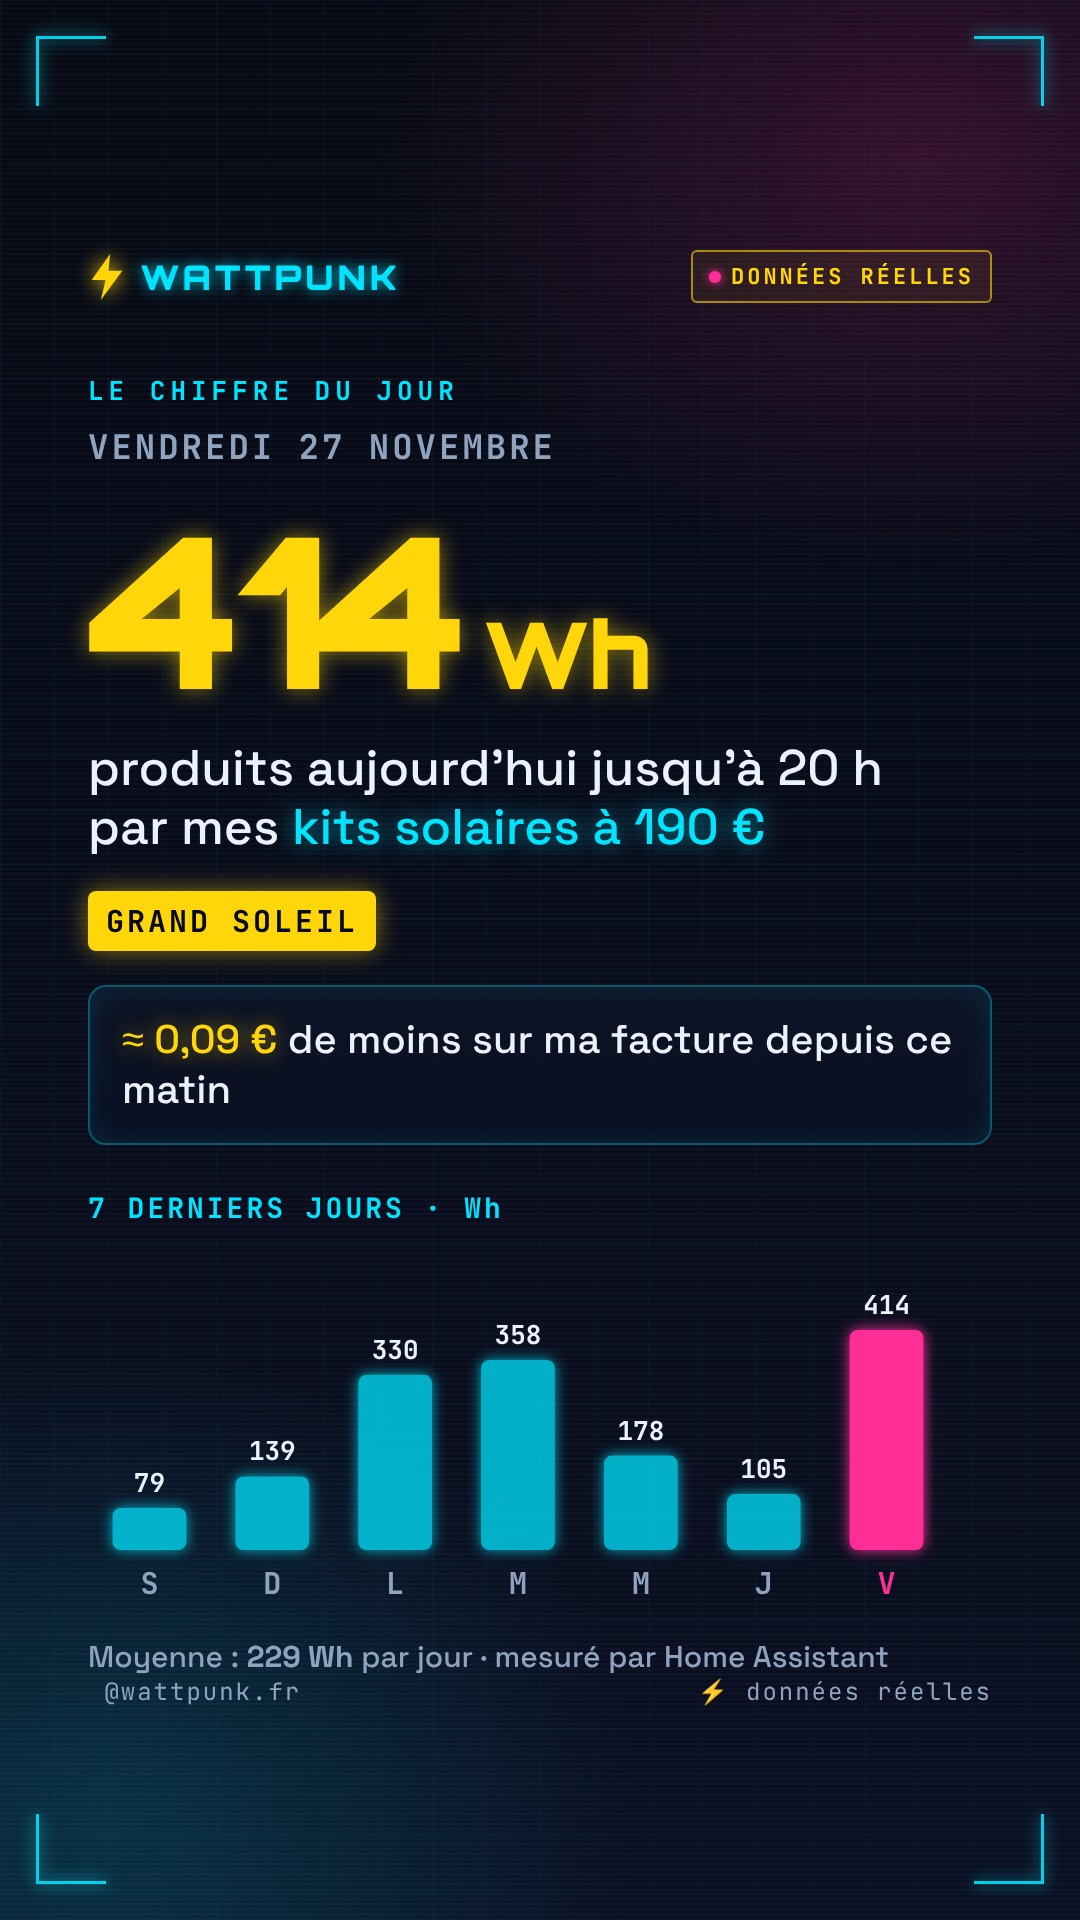 WATTPUNK
DONNÉES RÉELLES
LE CHIFFRE DU JOUR
VENDREDI 27 NOVEMBRE
414 Wh
produits aujourd’hui jusqu’à 20 h
par mes kits solaires à 190 €
GRAND SOLEIL
≈ 0,09 € de moins sur ma facture depuis ce
matin
7 DERNIERS JOURS · Wh
79 139 330 358 178 105 414
S D L M M J V
Moyenne : 229 Wh par jour · mesuré par Home Assistant
@wattpunk.fr
⚡ données réelles